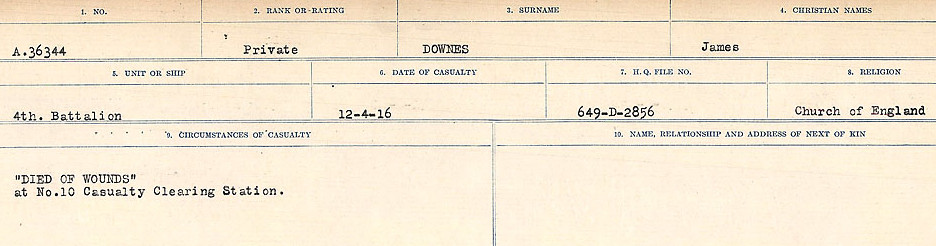 1. NO. 2. RANK OR RATING 3. SURNAME 4. CHRISTIAN NAMES
A.36344 Private DOWNES James
5. UNIT OR SHIP 6. DATE OF CASUALTY 7. H.Q. FILE NO. 8. RELIGION
4th. Battalion 12-4-16 649-D-2856 Church of England
9. CIRCUMSTANCES OF CASUALTY 10. NAME, RELATIONSHIP AND ADDRESS OF NEXT OF KIN
"DIED OF WOUNDS"
at No.10 Casualty Clearing Station.